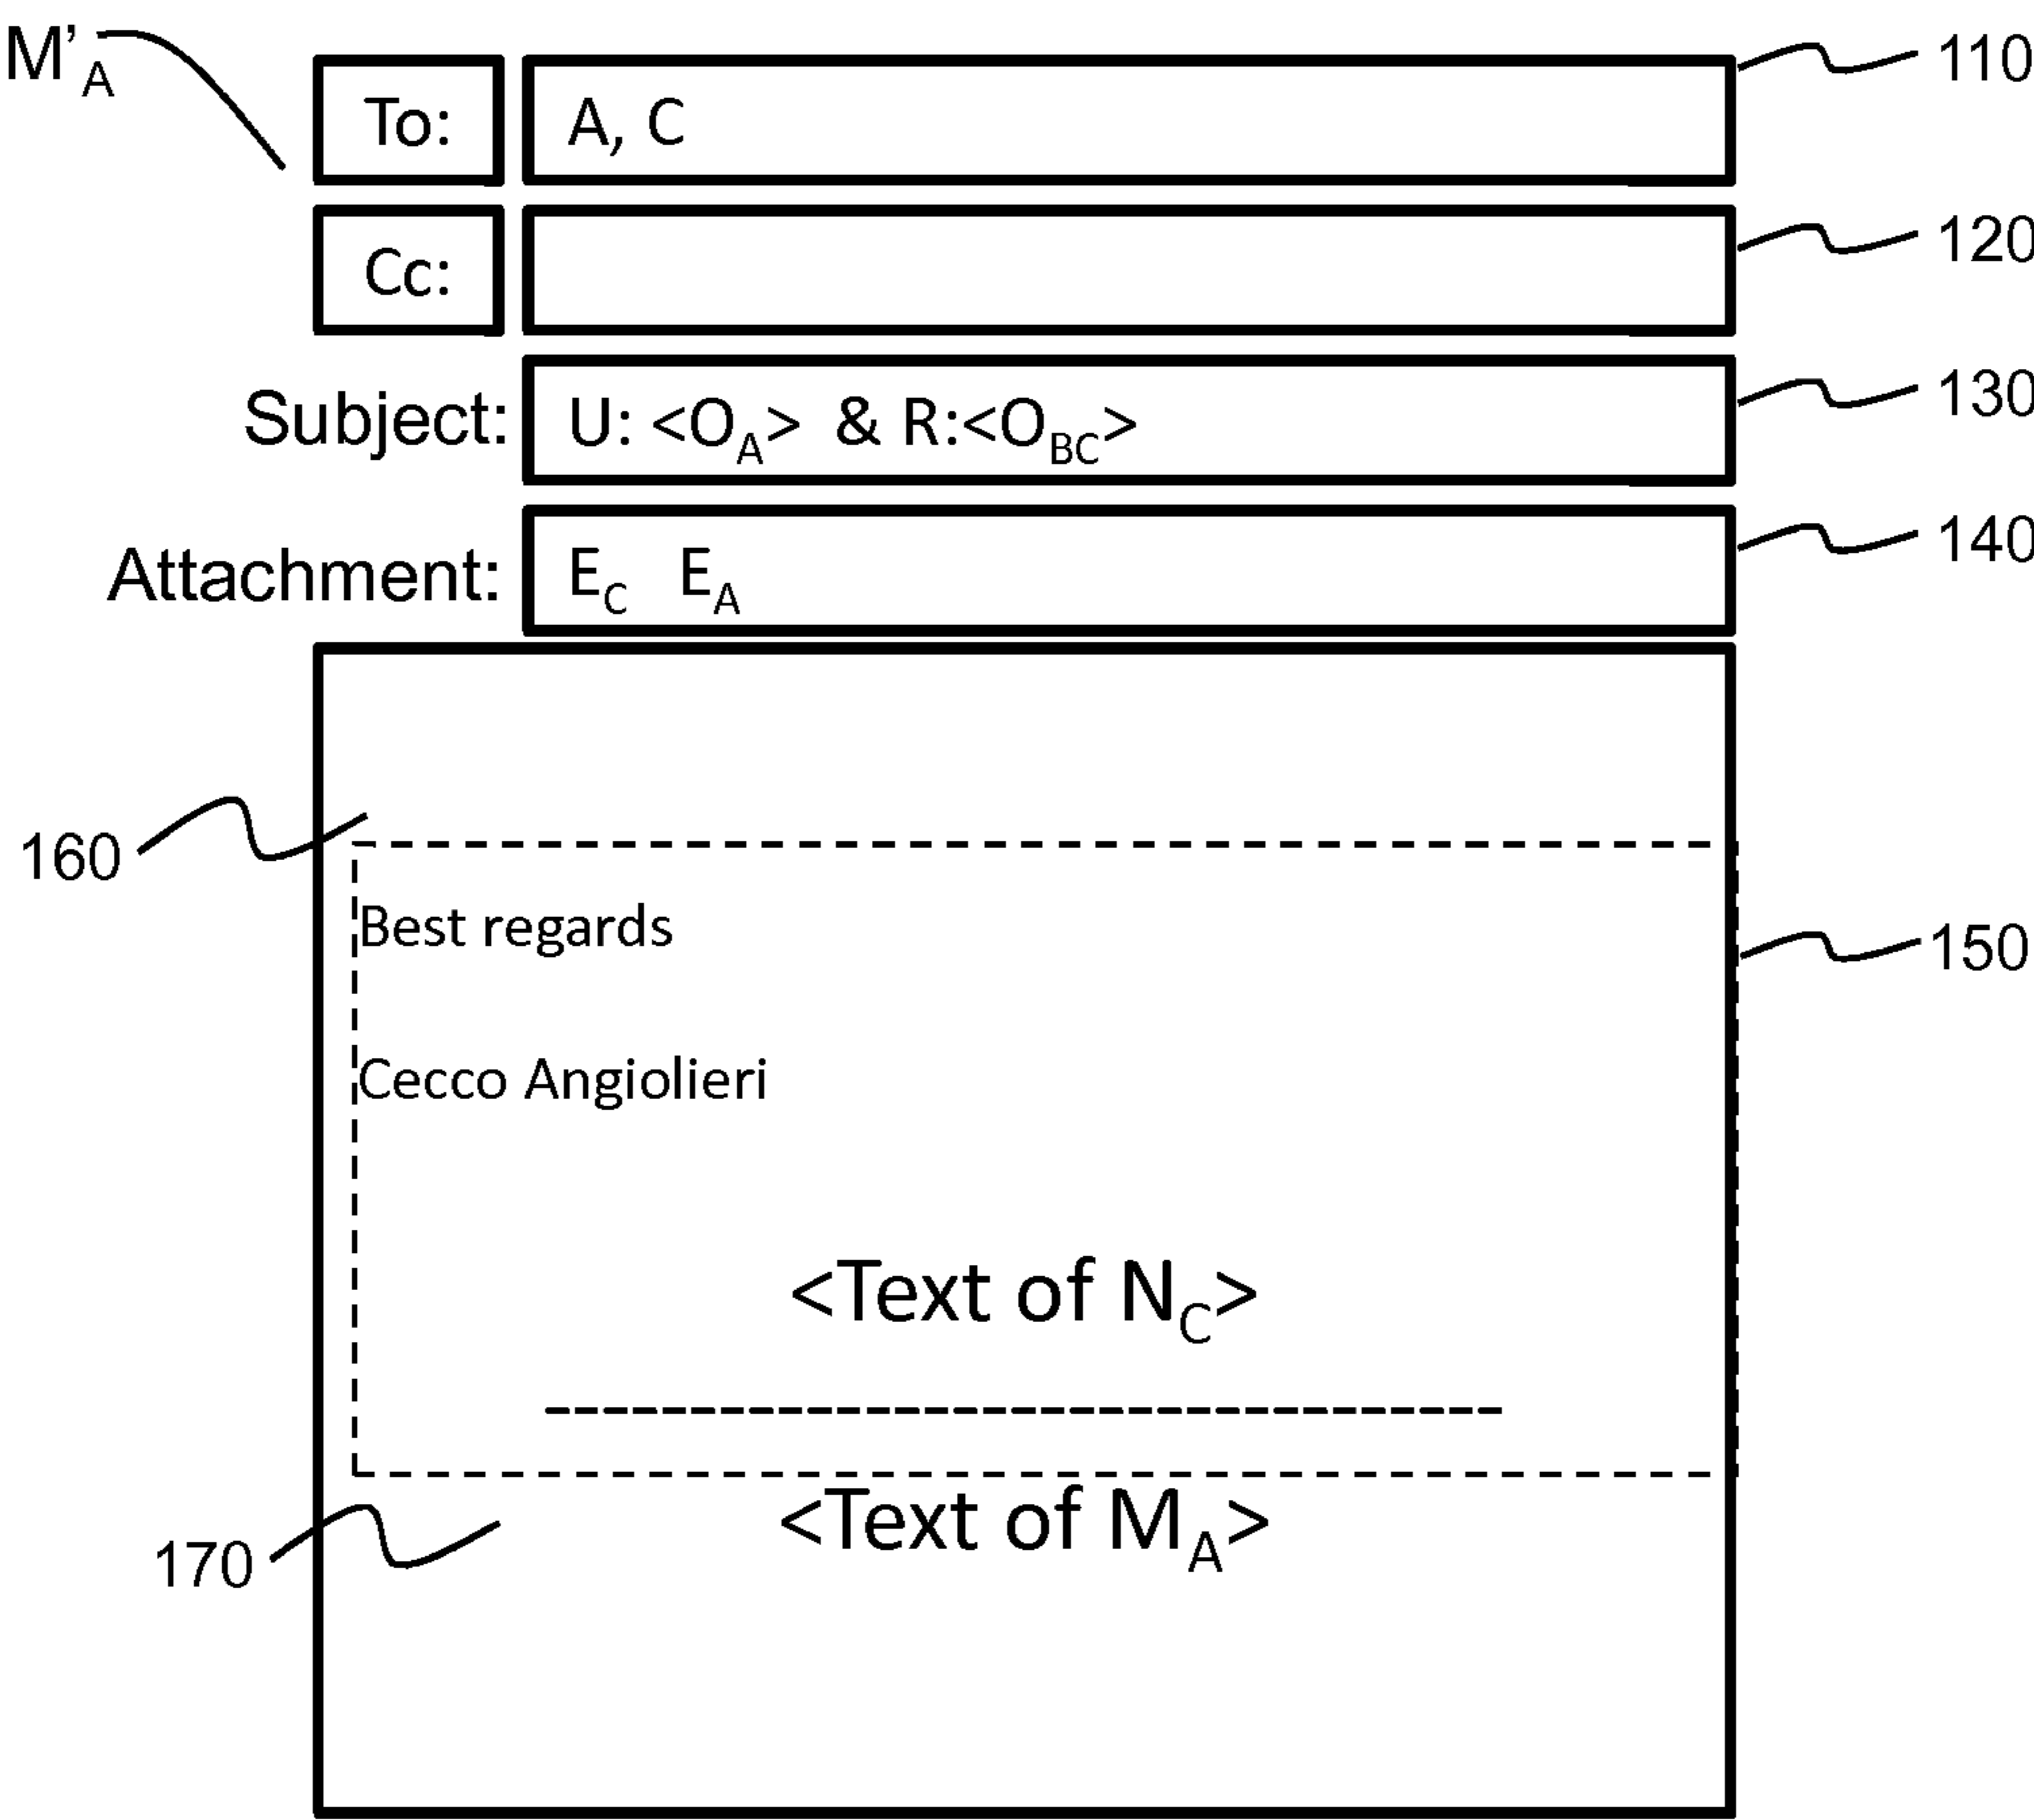 M’A
To: A, C 110
Cc: 120
Subject: U: <OA> & R:<OBC> 130
Attachment: EC EA 140
160
Best regards
150
Cecco Angiolieri
<Text of NC>
<Text of MA>
170